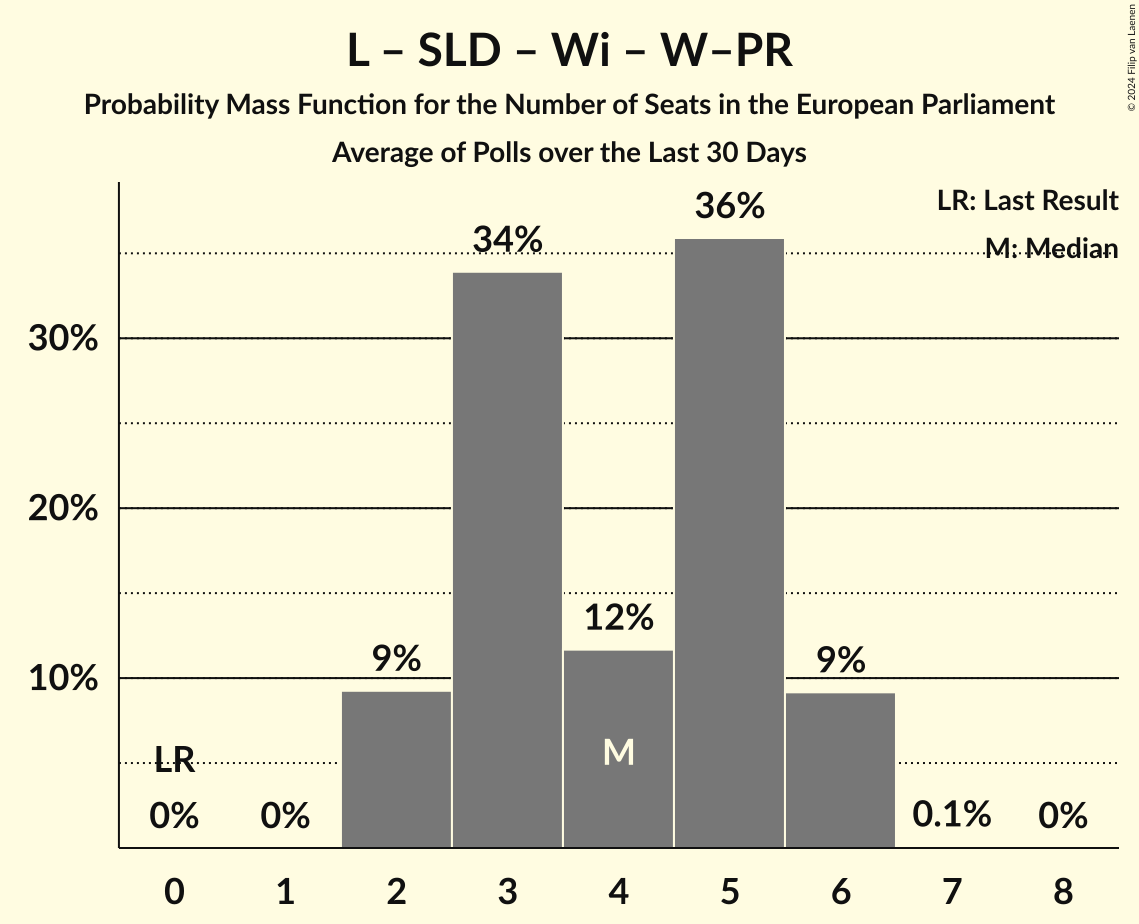 L – SLD – Wi – W–PR
Probability Mass Function for the Number of Seats in the European Parliament
Average of Polls over the Last 30 Days
© 2024 Filip van Laenen
LR: Last Result
M: Median
36%
34%
30%
20%
12%
10%
9%
9%
M
LR
0%
0%
0.1%
0%
0 1 2 3 4 5 6 7 8